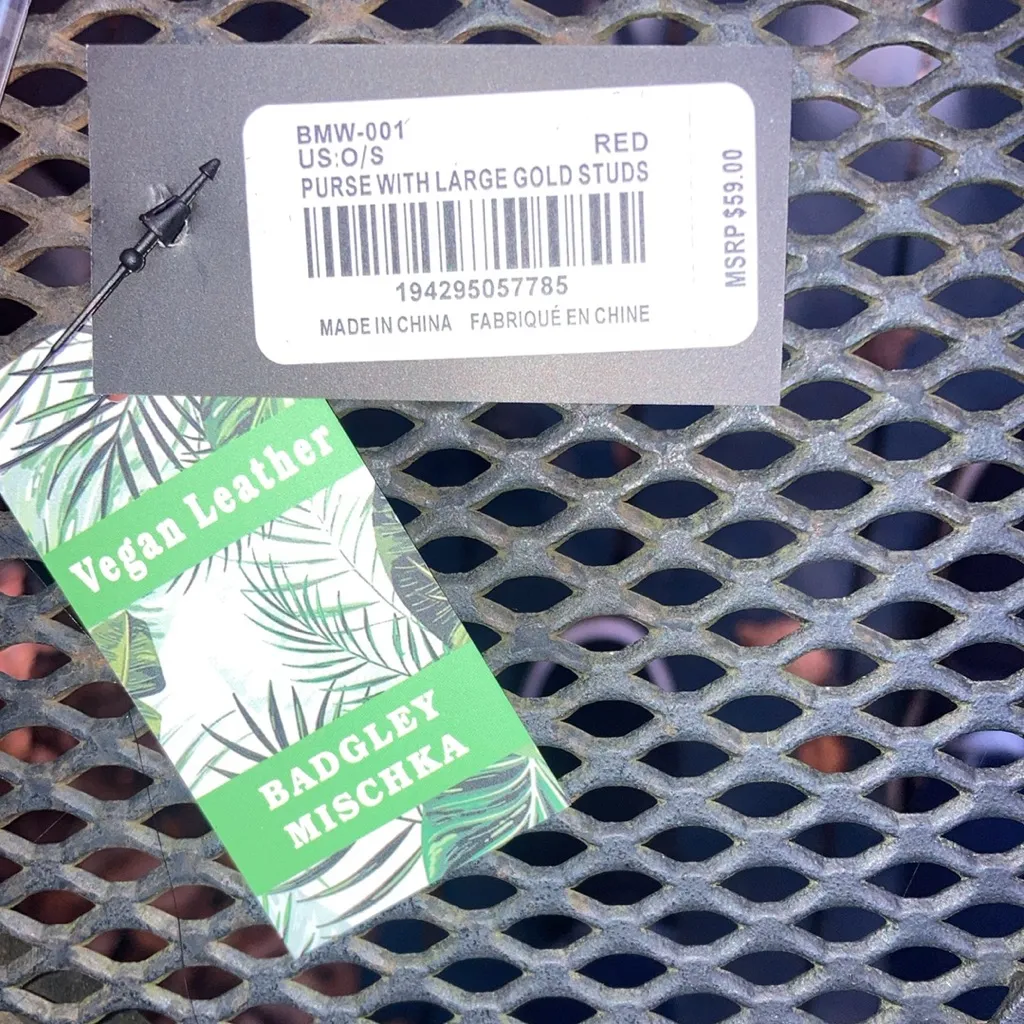 BMW-001
US:O/S RED
PURSE WITH LARGE GOLD STUDS
194295057785
MADE IN CHINA FABRIQUÉ EN CHINE
MSRP $59.00
Vegan Leather
BADGLEY
MISCHKA